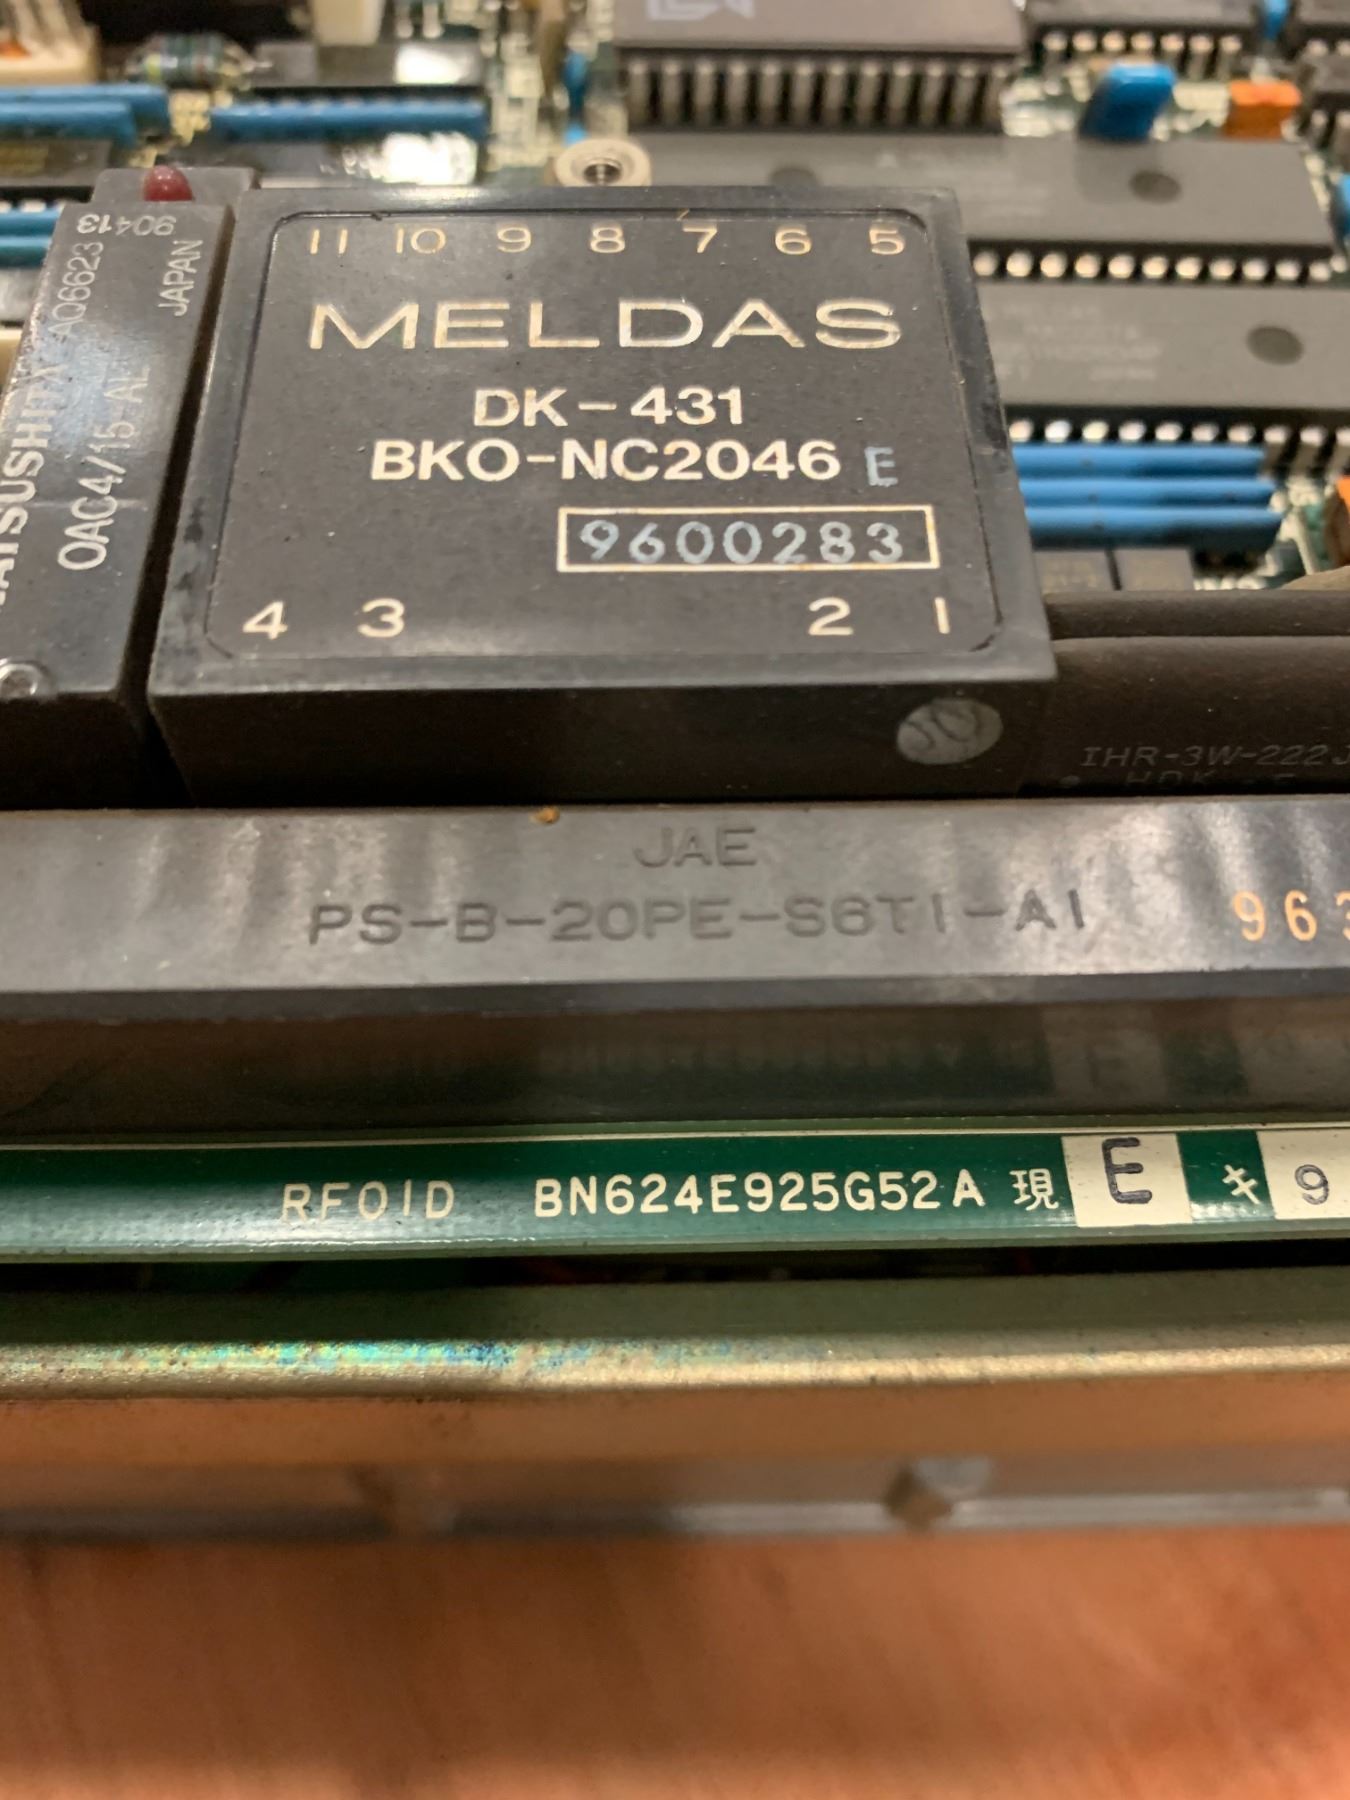 90413
AQ6623
JAPAN
OAC4/15-AL
11 10 9 8 7 6 5
MELDAS
DK-431
BKO-NC2046 E
9600283
4 3 2 1
IHR-3W-222J
HDK
JAE
PS-B-20PE-S6T1-A1
963
RF01D BN624E925G52A 現 E キ 9